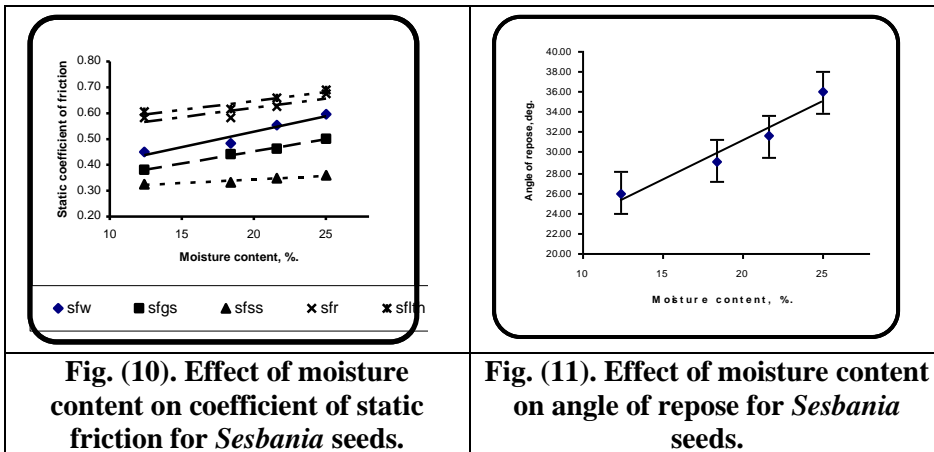 0.80
0.70
0.60
0.50
0.40
0.30
0.20
Static coefficient of friction
10 15 20 25
Moisture content, %.
sfw sfgs sfss sfr sflth
Fig. (10). Effect of moisture
content on coefficient of static
friction for Sesbania seeds.
40.00
38.00
36.00
34.00
32.00
30.00
28.00
26.00
24.00
22.00
20.00
Angle of repose, deg.
10 15 20 25
Moisture content, %.
Fig. (11). Effect of moisture content
on angle of repose for Sesbania
seeds.